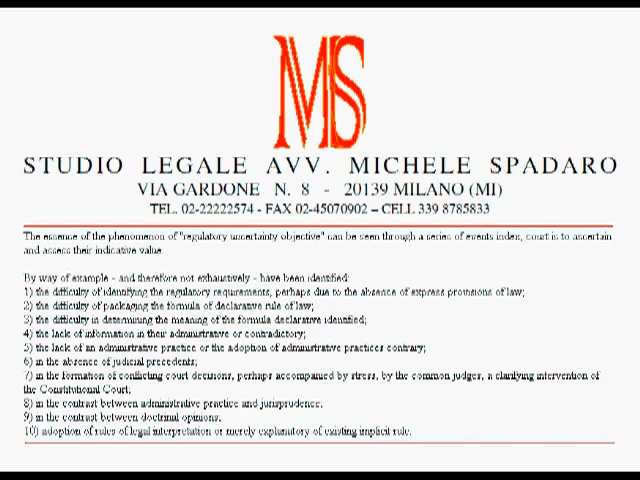 MS
STUDIO LEGALE AVV. MICHELE SPADARO
VIA GARDONE N. 8 - 20139 MILANO (MI)
TEL. 02-22222574 - FAX 02-45070902 – CELL 339 8785833
The essence of the phenomenon of "regulatory uncertainty objective" can be seen through a series of events index, court is to ascertain
and assess their indicative value.
By way of example - and therefore not exhaustively - have been identified:
1) the difficulty of identifying the regulatory requirements, perhaps due to the absence of express provisions of law;
2) the difficulty of packaging the formula of declarative rule of law;
3) the difficulty in determining the meaning of the formula declarative identified;
4) the lack of information in their administrative or contradictory;
5) the lack of an administrative practice or the adoption of administrative practices contrary;
6) in the absence of judicial precedents;
7) in the formation of conflicting court decisions, perhaps accompanied by stress, by the common judges, a clarifying intervention of
the Constitutional Court;
8) in the contrast between administrative practice and jurisprudence;
9) in the contrast between doctrinal opinions;
10) adoption of rules of legal interpretation or merely explanatory of existing implicit rule.